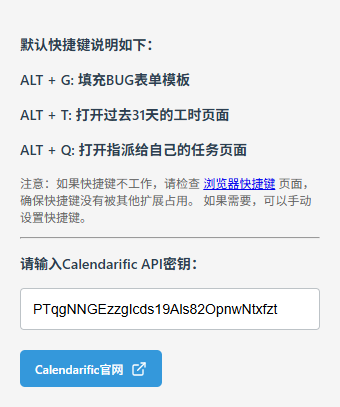 默认快捷键说明如下：
ALT + G: 填充BUG表单模板
ALT + T: 打开过去31天的工时页面
ALT + Q: 打开指派给自己的任务页面
注意：如果快捷键不工作，请检查 浏览器快捷键 页面，
确保快捷键没有被其他扩展占用。 如果需要，可以手动
设置快捷键。
请输入Calendarific API密钥：
PTqgNNGEzzgIcds19Als82OpnwNtxfzt
Calendarific官网